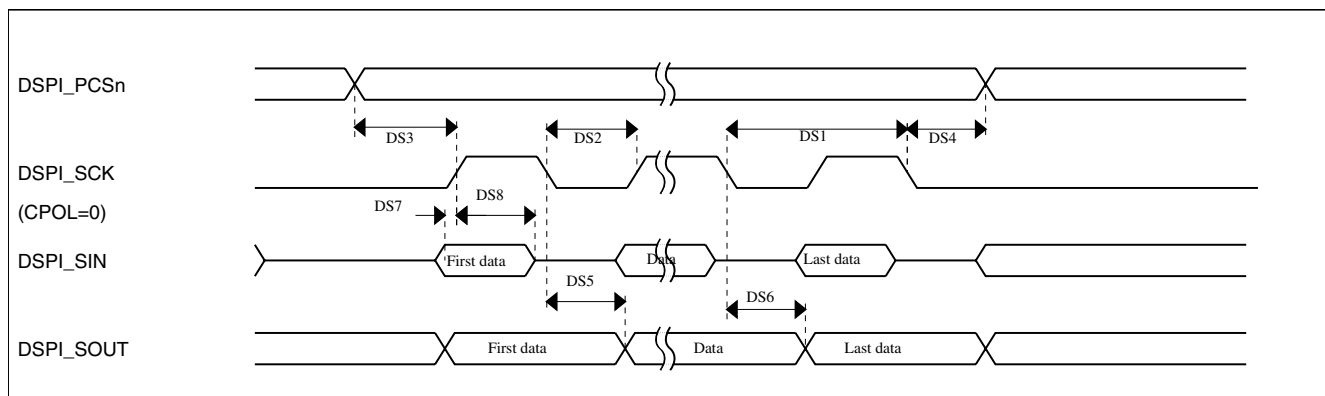 DSPI_PCSn
DS3
DS2
DS1
DS4
DSPI_SCK
(CPOL=0)
DS7
DS8
DSPI_SIN
First data
Data
Last data
DS5
DS6
DSPI_SOUT
First data
Data
Last data